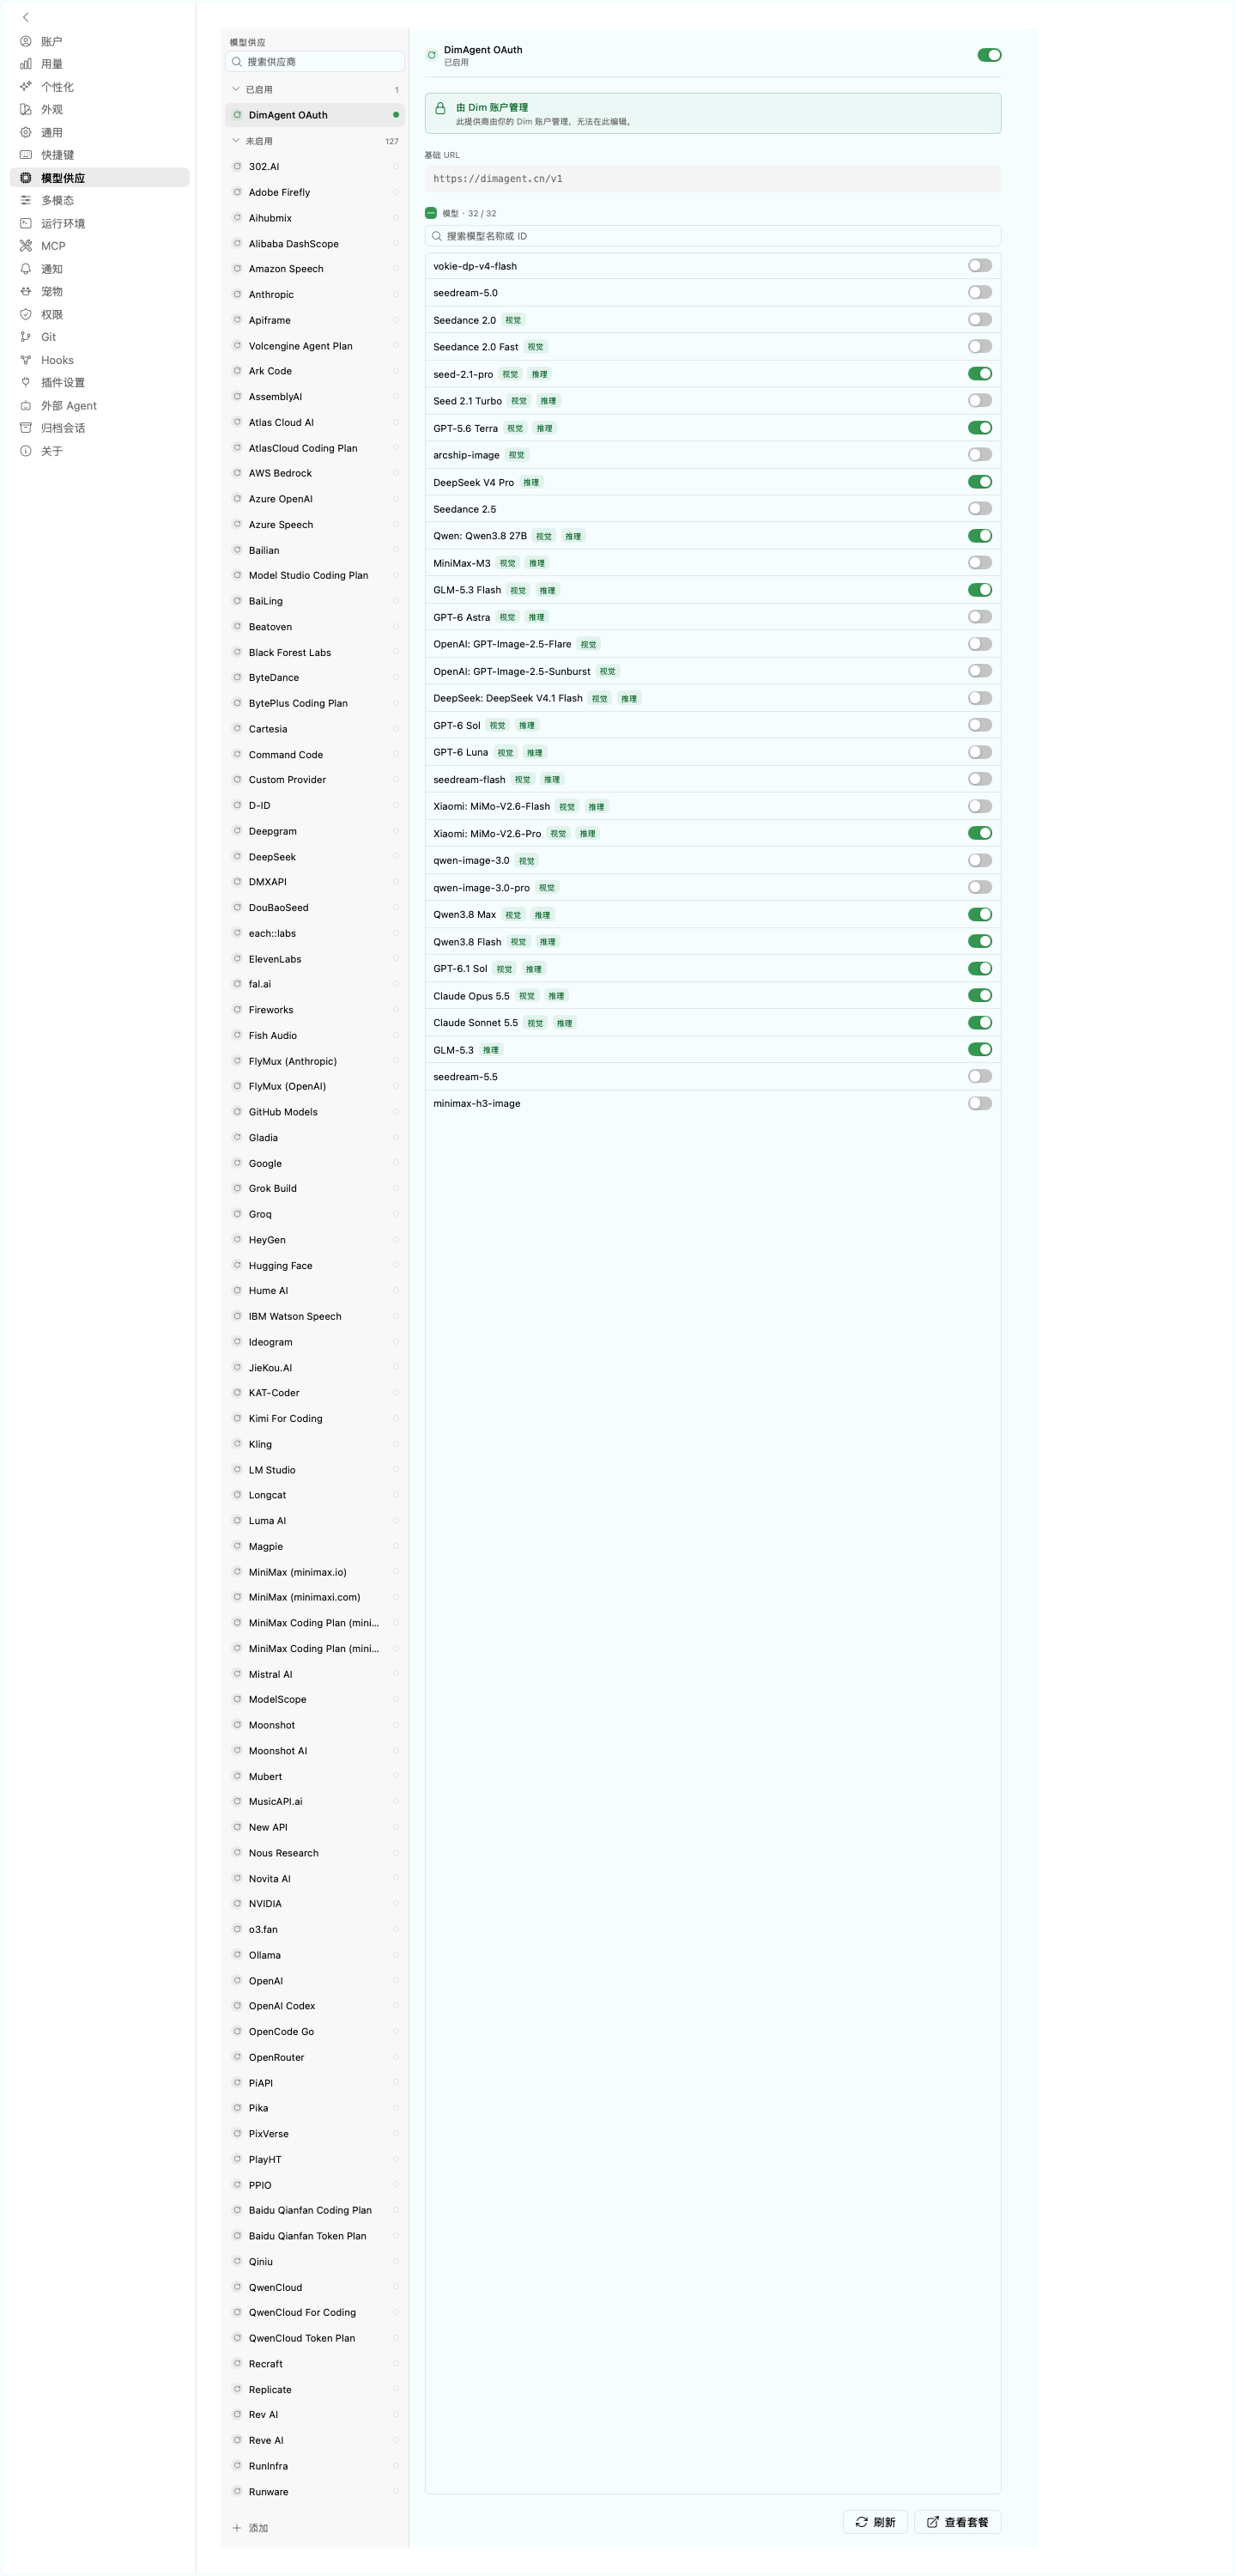 账户
用量
个性化
外观
通用
快捷键
模型供应
多模态
运行环境
MCP
通知
宠物
权限
Git
Hooks
插件设置
外部 Agent
归档会话
关于
模型供应
搜索供应商
已启用 1
DimAgent OAuth
未启用 127
302.AI
Adobe Firefly
Aihubmix
Alibaba DashScope
Amazon Speech
Anthropic
Apiframe
Volcengine Agent Plan
Ark Code
AssemblyAI
Atlas Cloud AI
AtlasCloud Coding Plan
AWS Bedrock
Azure OpenAI
Azure Speech
Bailian
Model Studio Coding Plan
BaiLing
Beatoven
Black Forest Labs
ByteDance
BytePlus Coding Plan
Cartesia
Command Code
Custom Provider
D-ID
Deepgram
DeepSeek
DMXAPI
DouBaoSeed
each::labs
ElevenLabs
fal.ai
Fireworks
Fish Audio
FlyMux (Anthropic)
FlyMux (OpenAI)
GitHub Models
Gladia
Google
Grok Build
Groq
HeyGen
Hugging Face
Hume AI
IBM Watson Speech
Ideogram
JieKou.AI
KAT-Coder
Kimi For Coding
Kling
LM Studio
Longcat
Luma AI
Magpie
MiniMax (minimax.io)
MiniMax (minimaxi.com)
MiniMax Coding Plan (mini...
MiniMax Coding Plan (mini...
Mistral AI
ModelScope
Moonshot
Moonshot AI
Mubert
MusicAPI.ai
New API
Nous Research
Novita AI
NVIDIA
o3.fan
Ollama
OpenAI
OpenAI Codex
OpenCode Go
OpenRouter
PiAPI
Pika
PixVerse
PlayHT
PPIO
Baidu Qianfan Coding Plan
Baidu Qianfan Token Plan
Qiniu
QwenCloud
QwenCloud For Coding
QwenCloud Token Plan
Recraft
Replicate
Rev AI
Reve AI
RunInfra
Runware
添加
DimAgent OAuth
已启用
由 Dim 账户管理
此提供商由你的 Dim 账户管理，无法在此编辑。
基础 URL
https://dimagent.cn/v1
模型 · 32 / 32
搜索模型名称或 ID
vokie-dp-v4-flash
seedream-5.0
Seedance 2.0 视觉
Seedance 2.0 Fast 视觉
seed-2.1-pro 视觉 推理
Seed 2.1 Turbo 视觉 推理
GPT-5.6 Terra 视觉 推理
arcship-image 视觉
DeepSeek V4 Pro 推理
Seedance 2.5
Qwen: Qwen3.8 27B 视觉 推理
MiniMax-M3 视觉 推理
GLM-5.3 Flash 视觉 推理
GPT-6 Astra 视觉 推理
OpenAI: GPT-Image-2.5-Flare 视觉
OpenAI: GPT-Image-2.5-Sunburst 视觉
DeepSeek: DeepSeek V4.1 Flash 视觉 推理
GPT-6 Sol 视觉 推理
GPT-6 Luna 视觉 推理
seedream-flash 视觉 推理
Xiaomi: MiMo-V2.6-Flash 视觉 推理
Xiaomi: MiMo-V2.6-Pro 视觉 推理
qwen-image-3.0 视觉
qwen-image-3.0-pro 视觉
Qwen3.8 Max 视觉 推理
Qwen3.8 Flash 视觉 推理
GPT-6.1 Sol 视觉 推理
Claude Opus 5.5 视觉 推理
Claude Sonnet 5.5 视觉 推理
GLM-5.3 推理
seedream-5.5
minimax-h3-image
刷新
查看套餐